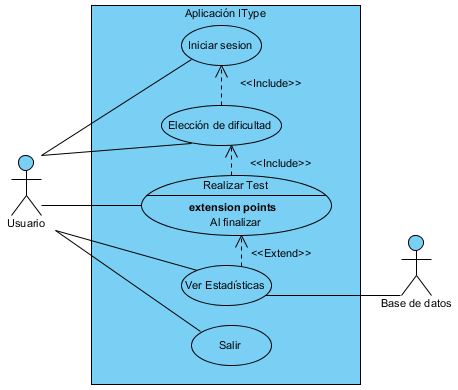 Aplicación IType
Iniciar sesion
<<Include>>
Elección de dificultad
<<Include>>
Realizar Test
extension points
Al finalizar
Usuario
<<Extend>>
Ver Estadísticas
Base de datos
Salir